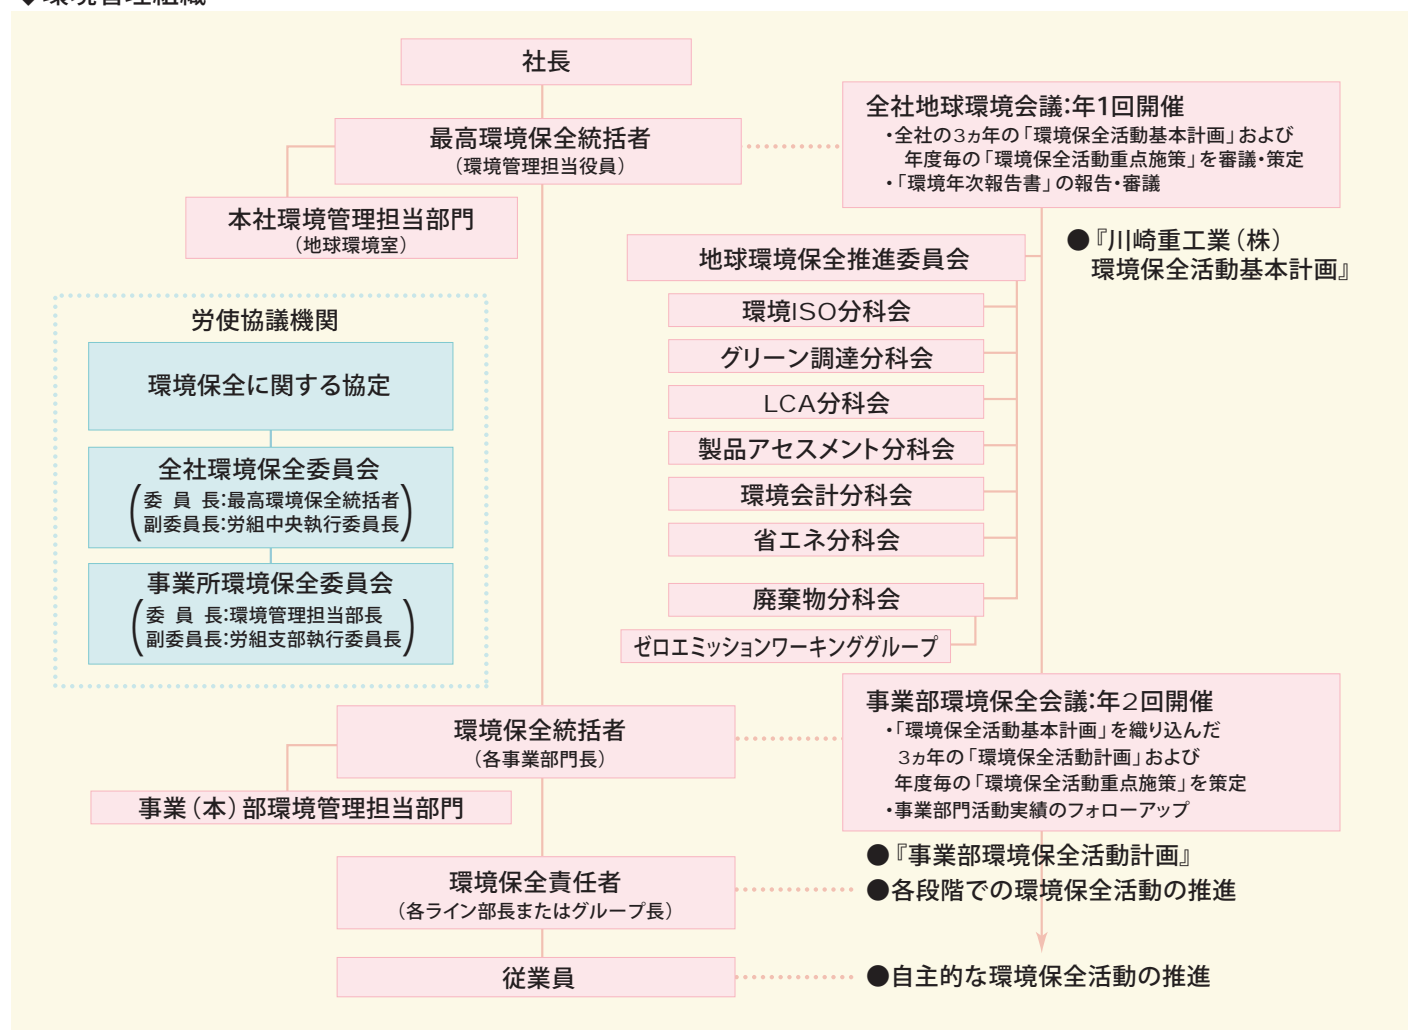 ◆環境管理組織
社長
最高環境保全統括者
（環境管理担当役員）
本社環境管理担当部門
（地球環境室）
全社地球環境会議：年1回開催
・全社の3ヵ年の「環境保全活動基本計画」および
年度毎の「環境保全活動重点施策」を審議・策定
・「環境年次報告書」の報告・審議
●『川崎重工業（株）
環境保全活動基本計画』
地球環境保全推進委員会
環境ISO分科会
グリーン調達分科会
LCA分科会
製品アセスメント分科会
環境会計分科会
省エネ分科会
廃棄物分科会
ゼロエミッションワーキンググループ
労使協議機関
環境保全に関する協定
全社環境保全委員会
（委 員 長：最高環境保全統括者
副委員長：労組中央執行委員長）
事業所環境保全委員会
（委 員 長：環境管理担当部長
副委員長：労組支部執行委員長）
環境保全統括者
（各事業部門長）
事業（本）部環境管理担当部門
事業部環境保全会議：年2回開催
・「環境保全活動基本計画」を織り込んだ
3ヵ年の「環境保全活動計画」および
年度毎の「環境保全活動重点施策」を策定
・事業部門活動実績のフォローアップ
●『事業部環境保全活動計画』
環境保全責任者
（各ライン部長またはグループ長）
●各段階での環境保全活動の推進
従業員
●自主的な環境保全活動の推進